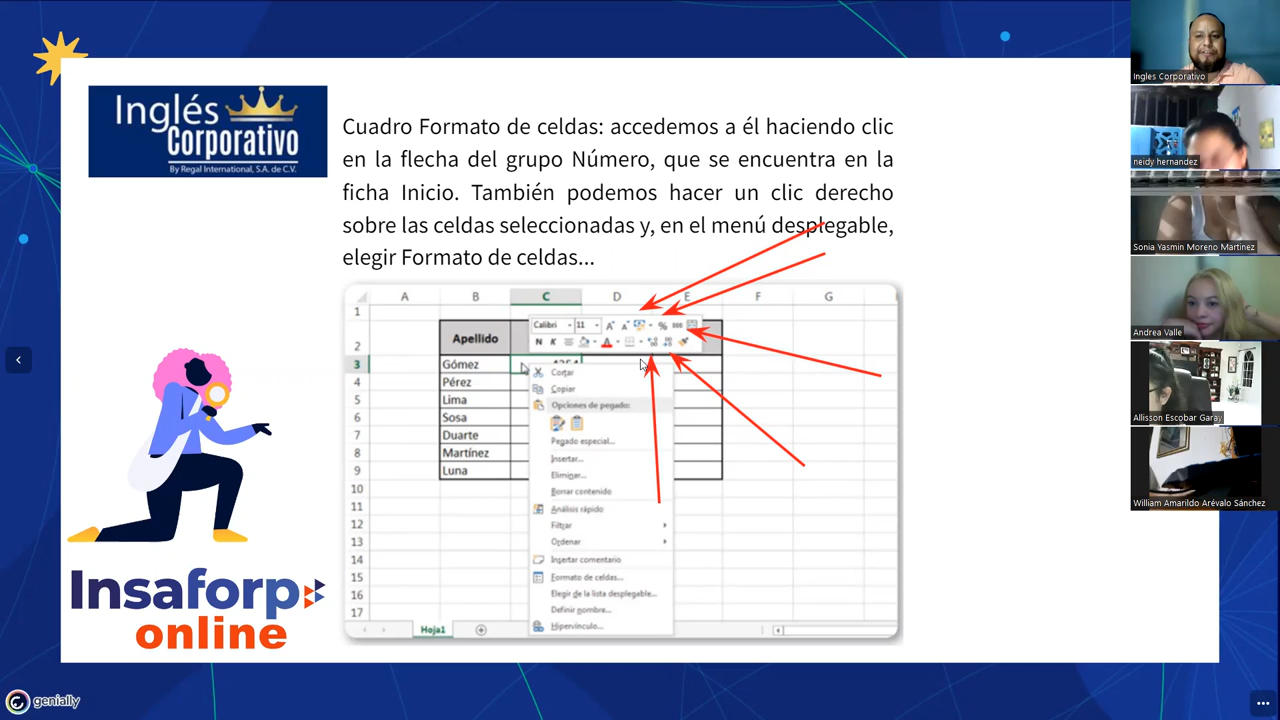 Inglés
Corporativo
By Regal International, S.A. de C.V.
Cuadro Formato de celdas: accedemos a él haciendo clic
en la flecha del grupo Número, que se encuentra en la
ficha Inicio. También podemos hacer un clic derecho
sobre las celdas seleccionadas y, en el menú desplegable,
elegir Formato de celdas...
A B C D E F G
1
2 Apellido
3 Gómez
4 Pérez
5 Lima
6 Sosa
7 Duarte
8 Martínez
9 Luna
10
11
12
13
14
15
16
17
Calibri 11 A A % 000
N K A
Cortar
Copiar
Opciones de pegado:
Pegado especial...
Insertar...
Eliminar...
Borrar contenido
Análisis rápido
Filtrar
Ordenar
Insertar comentario
Formato de celdas...
Elegir de la lista desplegable...
Definir nombre...
Hipervínculo...
Hoja1
Insaforp
online
genially
Ingles Corporativo
neidy hernandez
Sonia Yasmin Moreno Martinez
Andrea Valle
Allisson Escobar Garay
William Amarildo Arévalo Sánchez